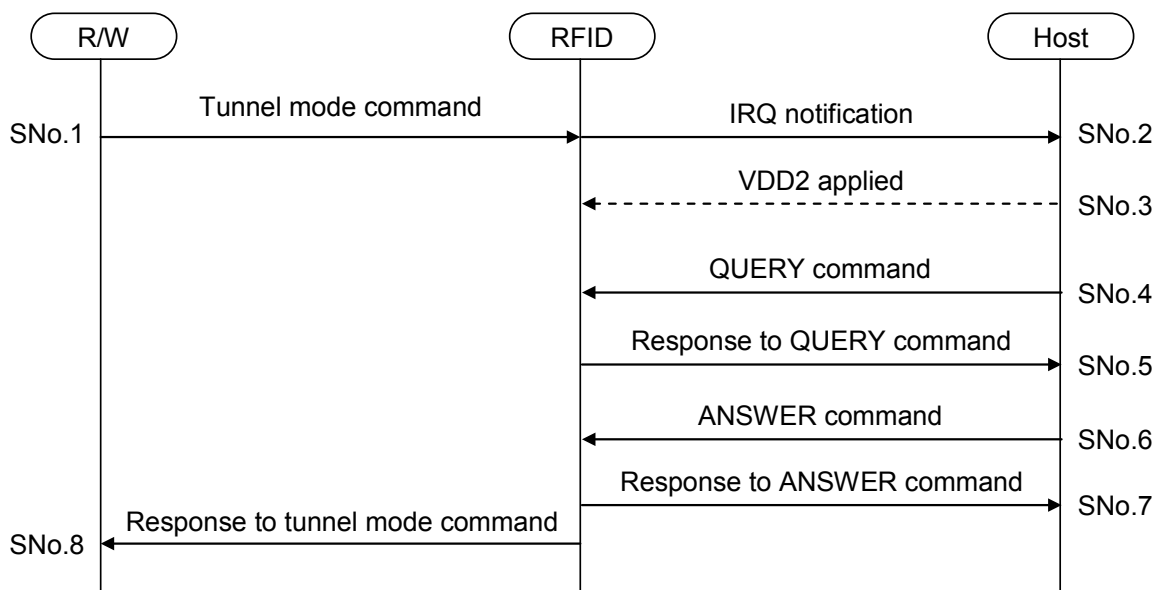 R/W
RFID
Host
Tunnel mode command
IRQ notification
SNo.1
SNo.2
VDD2 applied
SNo.3
QUERY command
SNo.4
Response to QUERY command
SNo.5
ANSWER command
SNo.6
Response to ANSWER command
SNo.7
Response to tunnel mode command
SNo.8